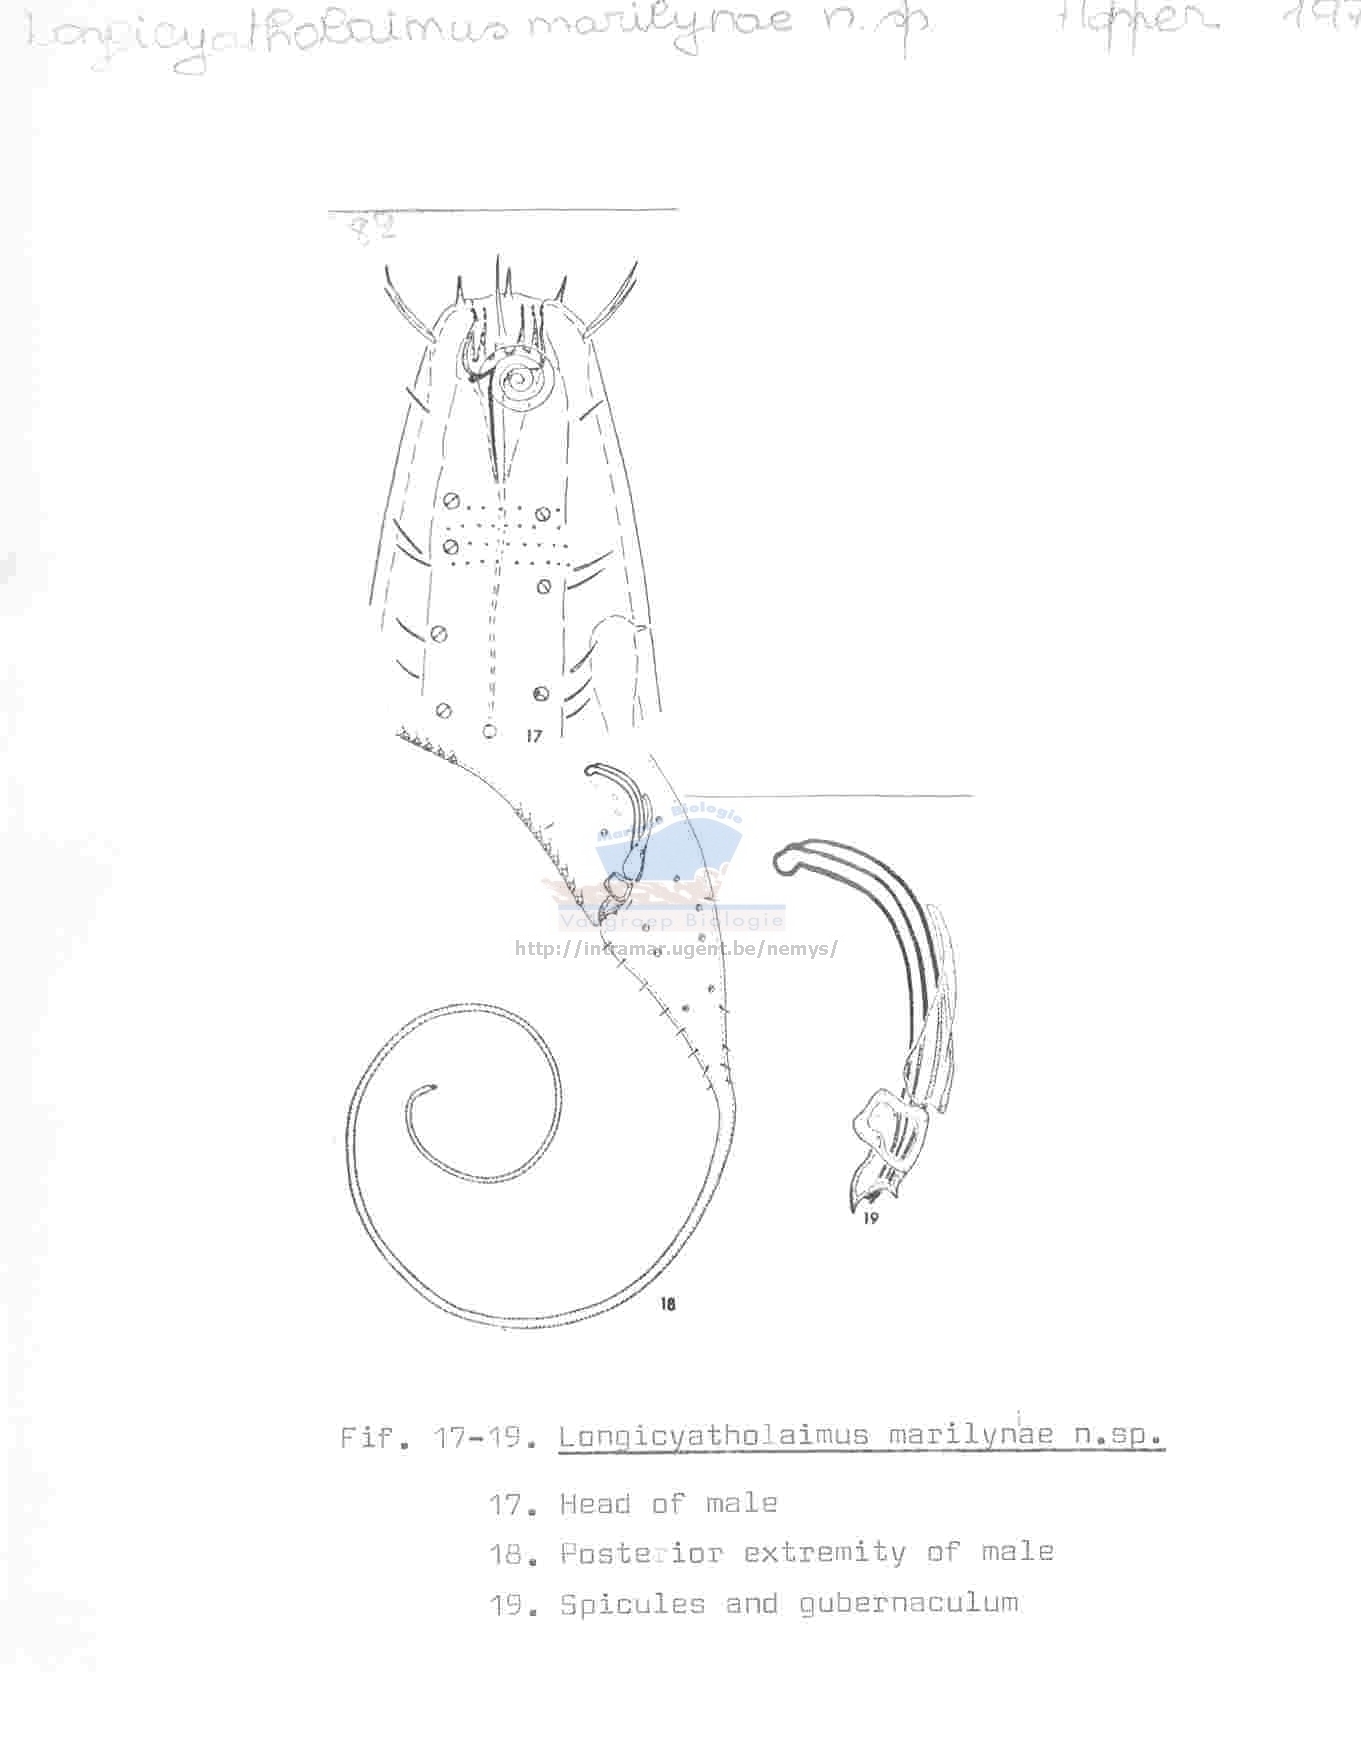 Longicyatholaimus marilynae n.sp. Hopper 197
82
17
Marine Biologie
Vakgroep Biologie
http://intramar.ugent.be/nemys/
19
18
Fif. 17-19. Longicyatholaimus marilynae n.sp.
i
17. Head of male
18. Posterior extremity of male
19. Spicules and gubernaculum